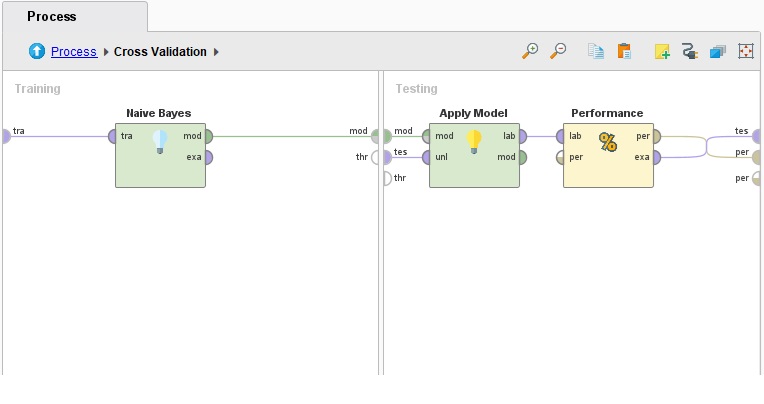 Process
Process Cross Validation
Training
Testing
Naive Bayes
Apply Model
Performance
tra
tra
mod
mod
mod
mod
lab
lab
per
tes
exa
thr
tes
unl
mod
per
exa
per
thr
per